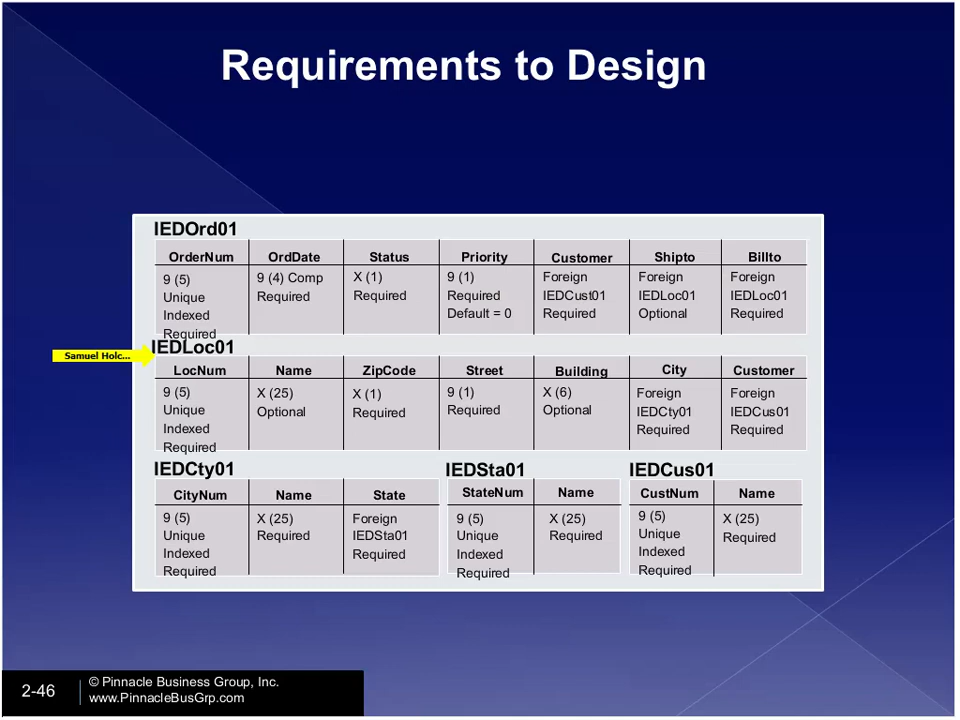 Requirements to Design
IEDOrd01
OrderNum OrdDate Status Priority Customer Shipto Billto
9 (5) 9 (4) Comp X (1) 9 (1) Foreign Foreign Foreign
Unique Required Required Required IEDCust01 IEDLoc01 IEDLoc01
Indexed Default = 0 Required Optional Required
Required
Samuel Holc...
IEDLoc01
LocNum Name ZipCode Street Building City Customer
9 (5) X (25) X (1) 9 (1) X (6) Foreign Foreign
Unique Optional Required Required Optional IEDCty01 IEDCus01
Indexed Required Required
Required
IEDCty01 IEDSta01 IEDCus01
CityNum Name State StateNum Name CustNum Name
9 (5) X (25) Foreign 9 (5) X (25) 9 (5) X (25)
Unique Required IEDSta01 Unique Required Unique Required
Indexed Required Indexed Indexed
Required Required Required
2-46
© Pinnacle Business Group, Inc.
www.PinnacleBusGrp.com